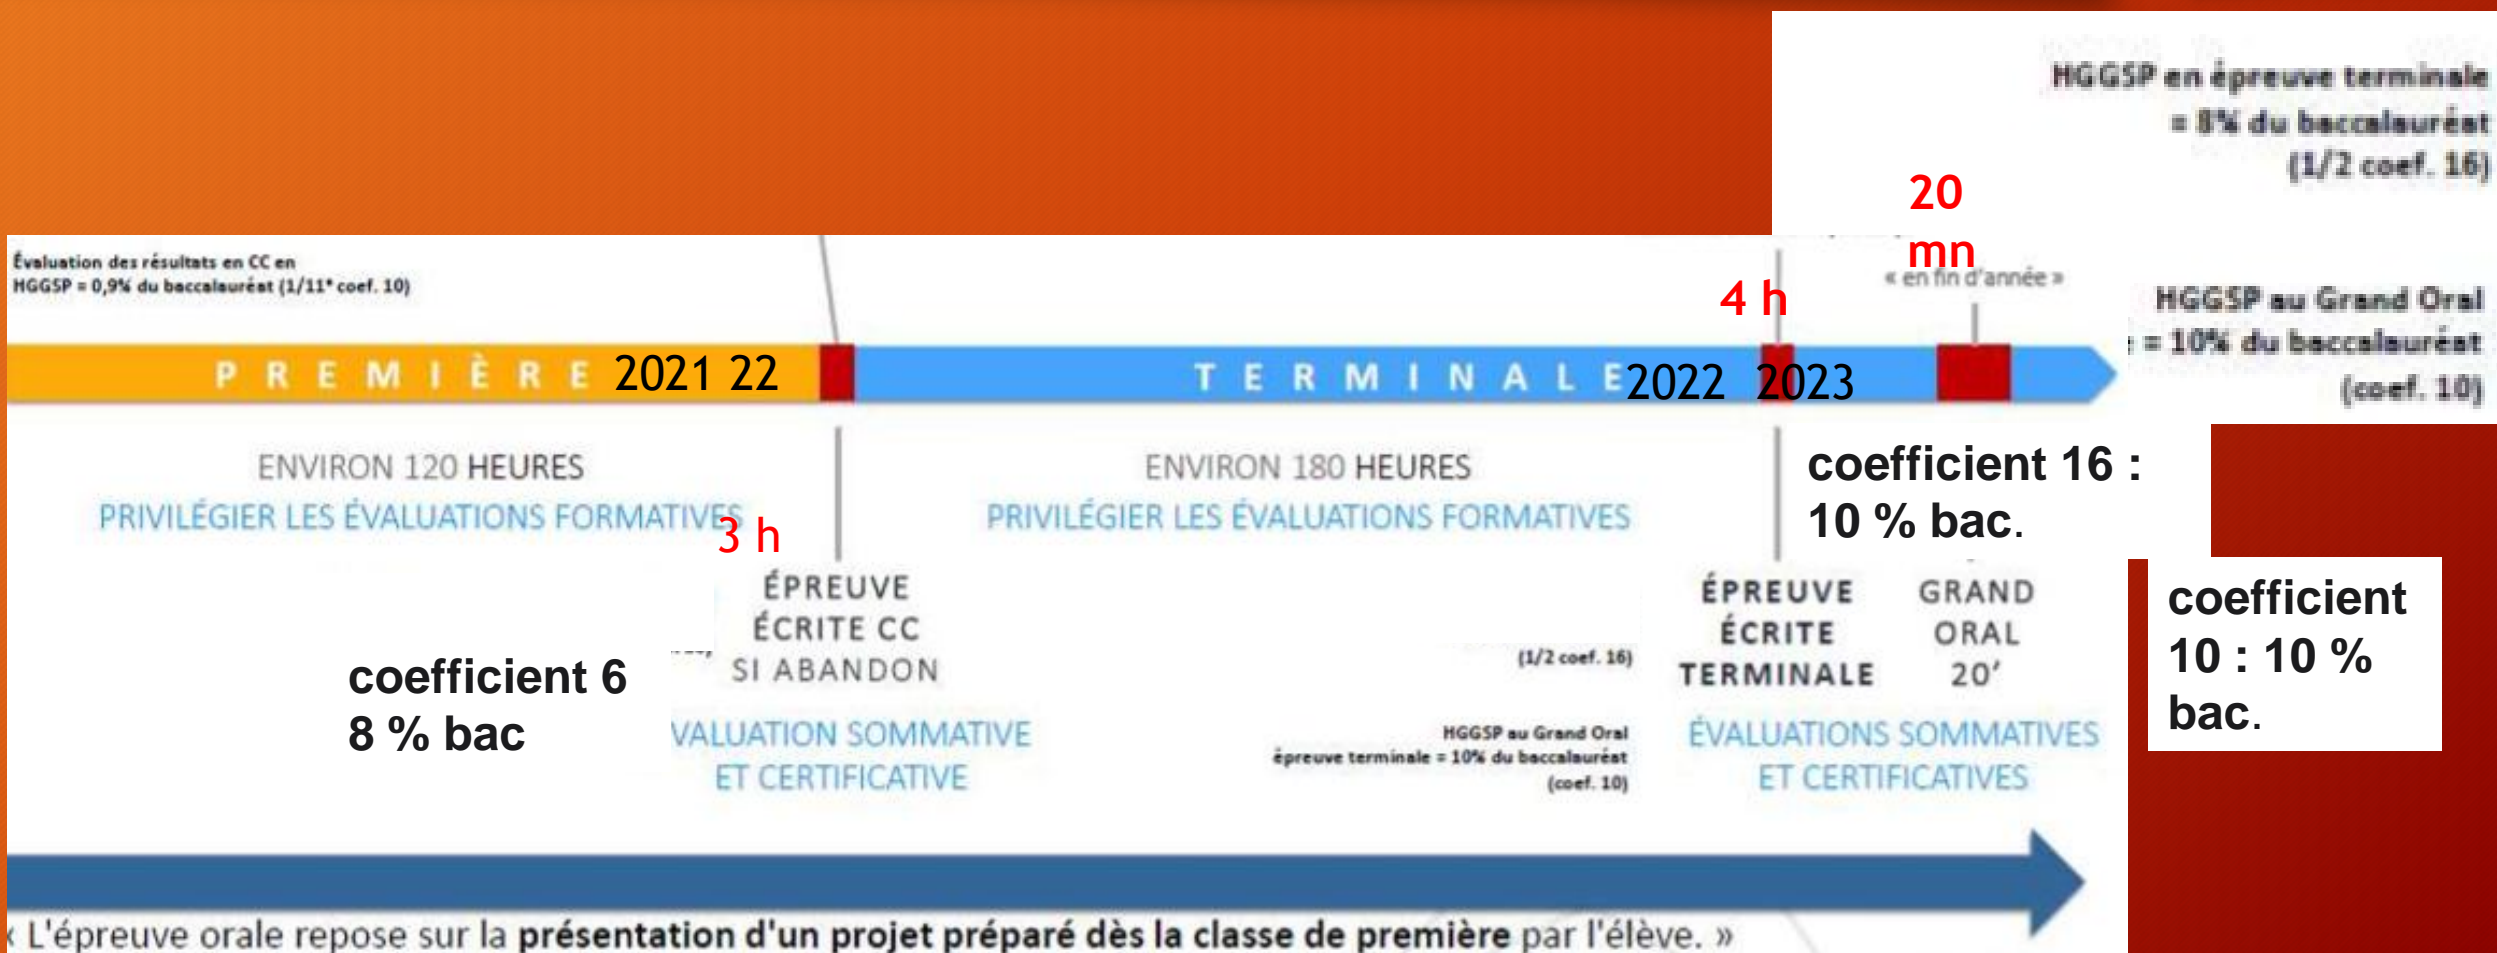 HGGSP en épreuve terminale
= 8% du baccalauréat
(1/2 coef. 16)
20
mn
Évaluation des résultats en CC en
HGGSP = 0,9% du baccalauréat (1/11ᵉ coef. 10)
« en fin d'année »
4 h
HGGSP au Grand Oral
= 10% du baccalauréat
(coef. 10)
PREMIÈRE 2021 22
TERMINALE 2022 2023
ENVIRON 120 HEURES
PRIVILÉGIER LES ÉVALUATIONS FORMATIVES
3 h
ENVIRON 180 HEURES
PRIVILÉGIER LES ÉVALUATIONS FORMATIVES
coefficient 16 :
10 % bac.
ÉPREUVE
ÉCRITE CC
SI ABANDON
coefficient 6
8 % bac
(1/2 coef. 16)
ÉPREUVE
ÉCRITE
TERMINALE
GRAND
ORAL
20'
coefficient
10 : 10 %
bac.
VALUATION SOMMATIVE
ET CERTIFICATIVE
HGGSP au Grand Oral
épreuve terminale = 10% du baccalauréat
(coef. 10)
ÉVALUATIONS SOMMATIVES
ET CERTIFICATIVES
« L'épreuve orale repose sur la présentation d'un projet préparé dès la classe de première par l'élève. »